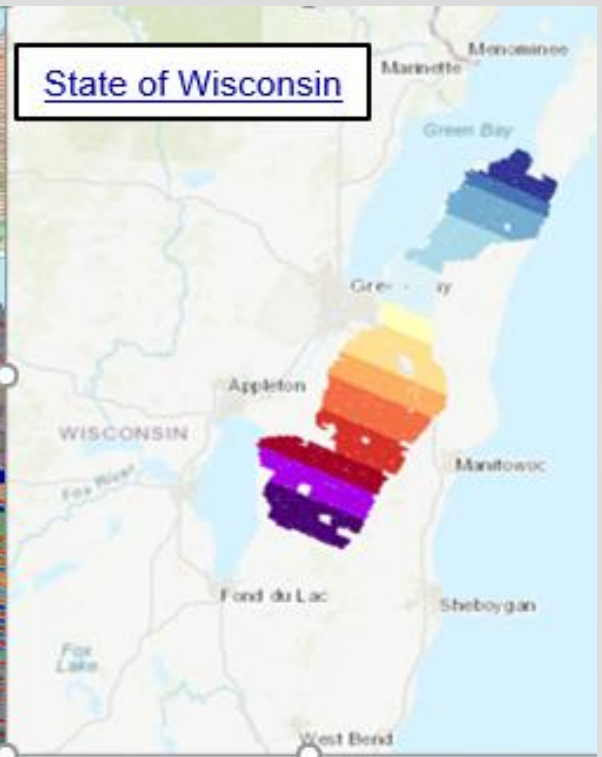 State of Wisconsin
Menominee
Marinette
Green Bay
Appleton
WISCONSIN
Manitowoc
Fox River
Fond du Lac
Sheboygan
Fox
Lake
West Bend